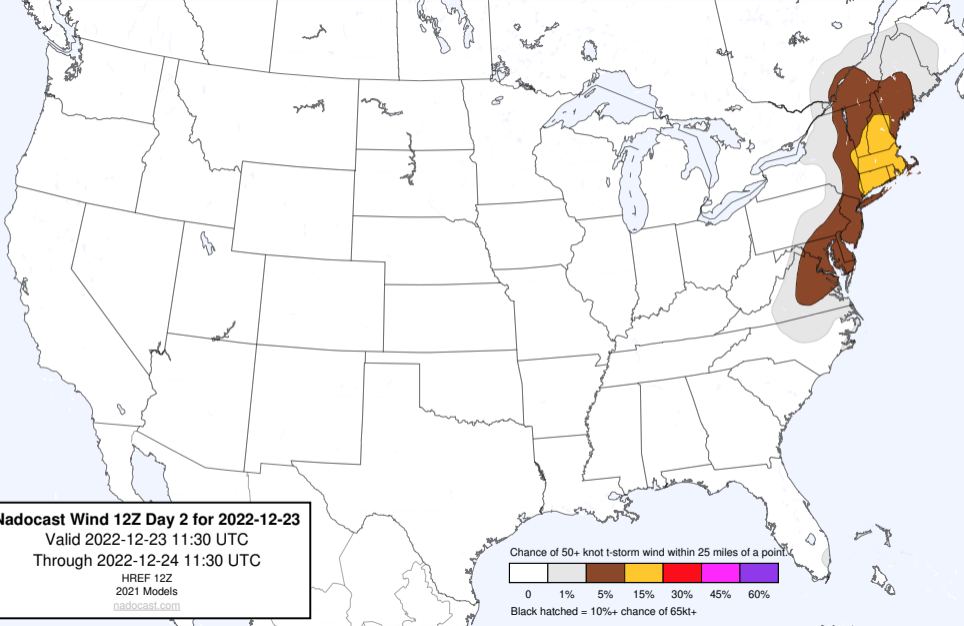 Nadocast Wind 12Z Day 2 for 2022-12-23
Valid 2022-12-23 11:30 UTC
Through 2022-12-24 11:30 UTC
HREF 12Z
2021 Models
nadocast.com
Chance of 50+ knot t-storm wind within 25 miles of a point.
0 1% 5% 15% 30% 45% 60%
Black hatched = 10%+ chance of 65kt+